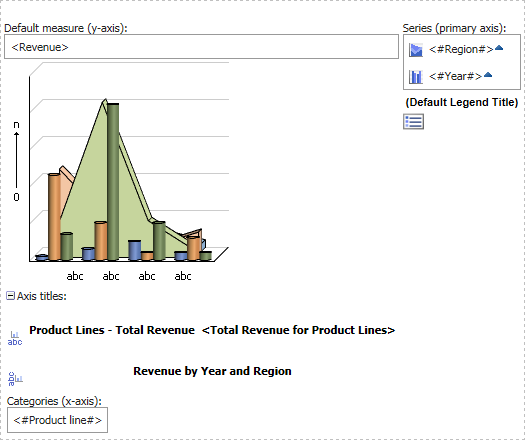 Default measure (y-axis):
Series (primary axis):
<Revenue>
<#Region#>
<#Year#>
(Default Legend Title)
n
0
abc abc abc abc
Axis titles:
Product Lines - Total Revenue <Total Revenue for Product Lines>
abc
Revenue by Year and Region
abc
Categories (x-axis):
<#Product line#>